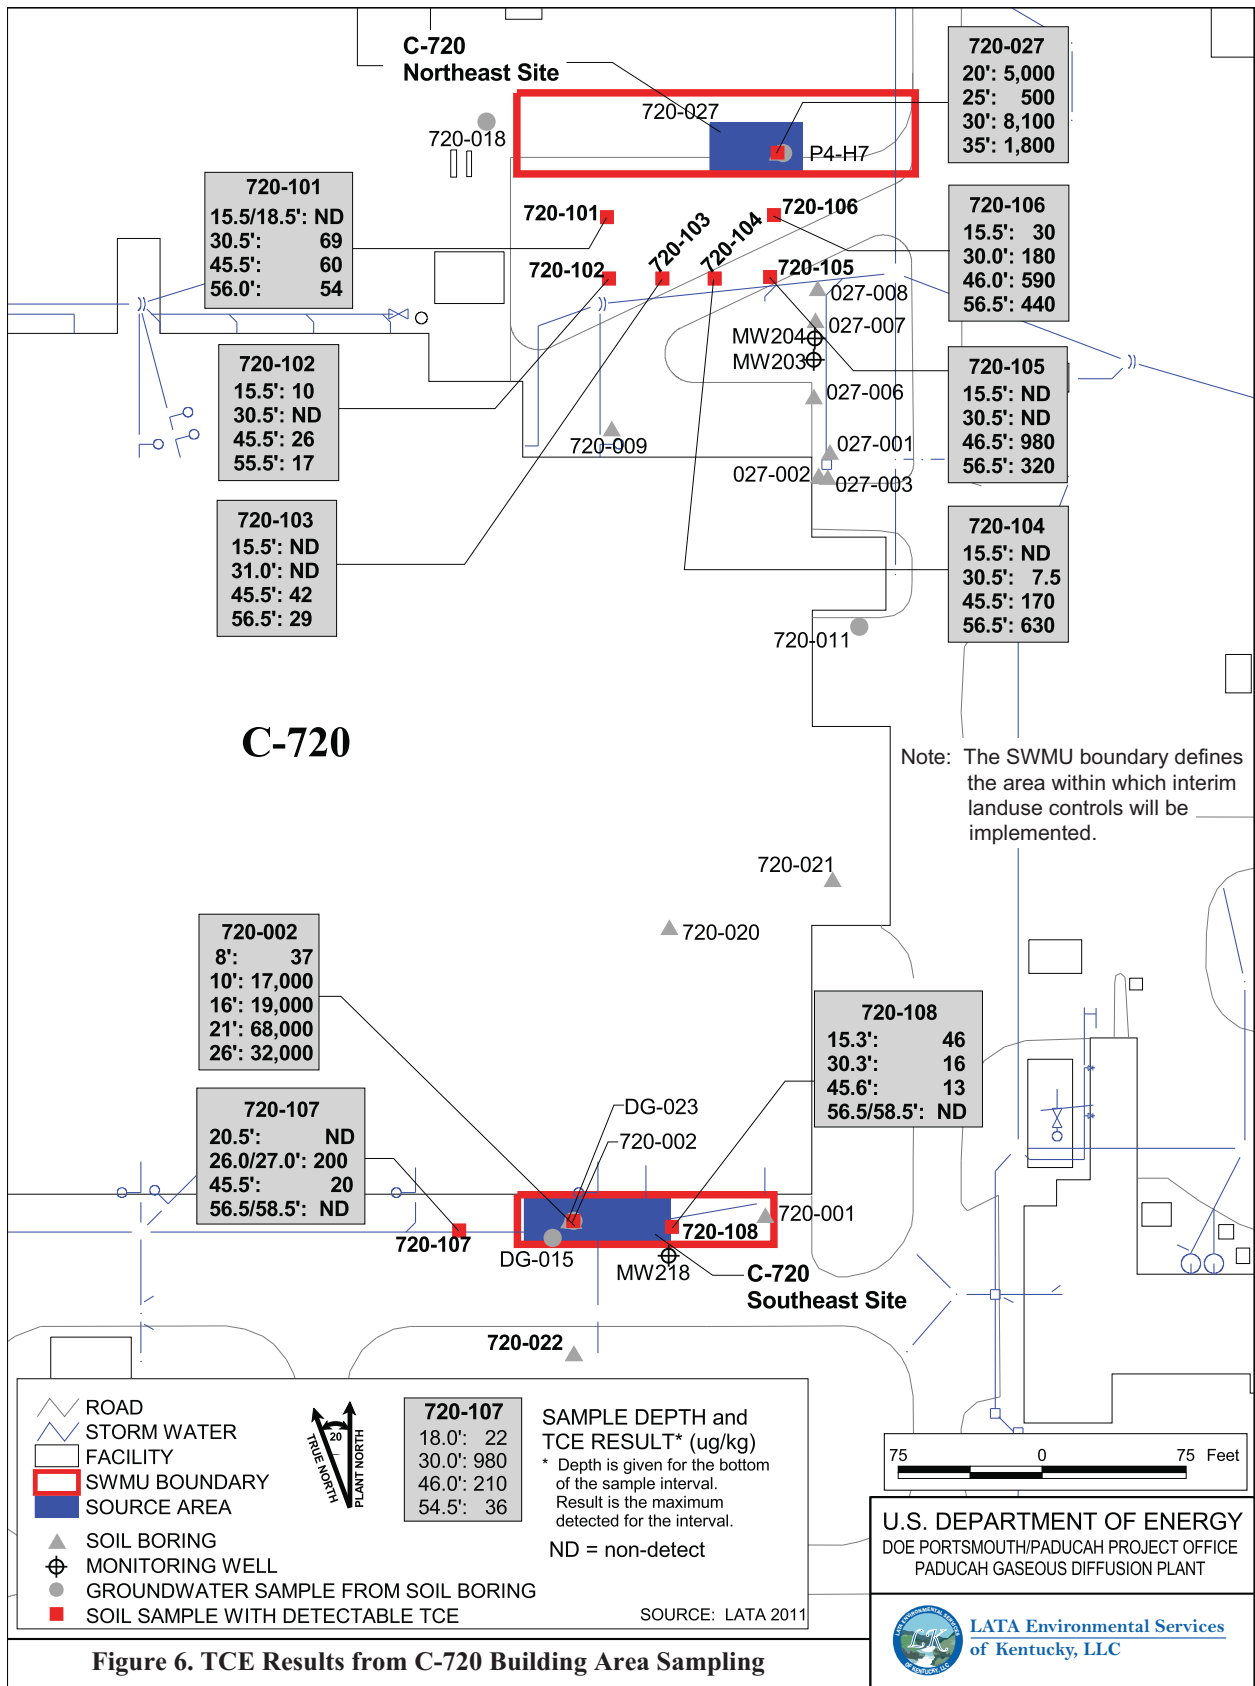 C-720
Northeast Site
720-027
20': 5,000
25': 500
30': 8,100
35': 1,800
720-027
720-018
P4-H7
720-101
15.5/18.5': ND
30.5': 69
45.5': 60
56.0': 54
720-101
720-103
720-104
720-106
720-106
15.5': 30
30.0': 180
46.0': 590
56.5': 440
720-102
720-105
027-008
027-007
MW204
MW203
720-102
15.5': 10
30.5': ND
45.5': 26
55.5': 17
720-105
15.5': ND
30.5': ND
46.5': 980
56.5': 320
027-006
720-009
027-001
027-002
027-003
720-103
15.5': ND
31.0': ND
45.5': 42
56.5': 29
720-104
15.5': ND
30.5': 7.5
45.5': 170
56.5': 630
720-011
C-720
Note: The SWMU boundary defines
the area within which interim
landuse controls will be
implemented.
720-021
720-020
720-002
8': 37
10': 17,000
16': 19,000
21': 68,000
26': 32,000
720-108
15.3': 46
30.3': 16
45.6': 13
56.5/58.5': ND
720-107
20.5': ND
26.0/27.0': 200
45.5': 20
56.5/58.5': ND
DG-023
720-002
720-001
720-107
720-108
DG-015
MW218
C-720
Southeast Site
720-022
ROAD
STORM WATER
FACILITY
SWMU BOUNDARY
SOURCE AREA
SOIL BORING
MONITORING WELL
GROUNDWATER SAMPLE FROM SOIL BORING
SOIL SAMPLE WITH DETECTABLE TCE
20
TRUE NORTH
PLANT NORTH
720-107
18.0': 22
30.0': 980
46.0': 210
54.5': 36
SAMPLE DEPTH and
TCE RESULT* (ug/kg)
* Depth is given for the bottom
of the sample interval.
Result is the maximum
detected for the interval.
ND = non-detect
SOURCE: LATA 2011
75 0 75 Feet
U.S. DEPARTMENT OF ENERGY
DOE PORTSMOUTH/PADUCAH PROJECT OFFICE
PADUCAH GASEOUS DIFFUSION PLANT
LATA ENVIRONMENTAL SERVICES
LK
OF KENTUCKY, LLC
LATA Environmental Services
of Kentucky, LLC
Figure 6. TCE Results from C-720 Building Area Sampling